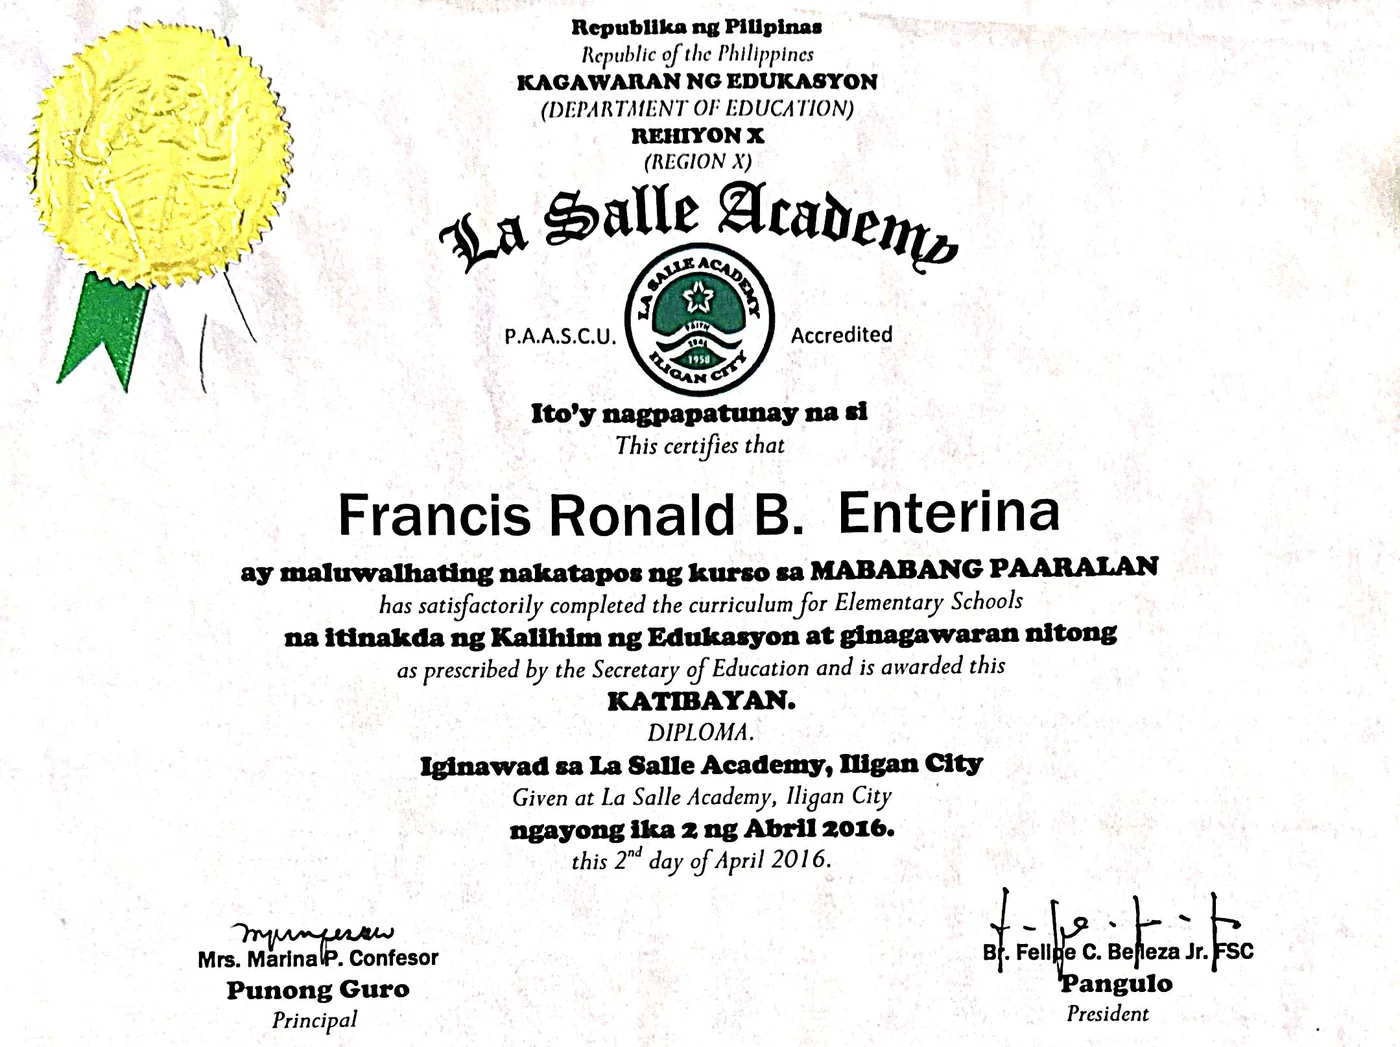 Republika ng Pilipinas
Republic of the Philippines
KAGAWARAN NG EDUKASYON
(DEPARTMENT OF EDUCATION)
REHIYON X
(REGION X)
La Salle Academy
LA SALLE ACADEMY
FAITH
P.A.A.S.C.U.
Accredited
1958
ILIGAN CITY
Ito'y nagpapatunay na si
This certifies that
Francis Ronald B. Enterina
ay maluwalhating nakatapos ng kurso sa MABABANG PAARALAN
has satisfactorily completed the curriculum for Elementary Schools
na itinakda ng Kalihim ng Edukasyon at ginagawaran nitong
as prescribed by the Secretary of Education and is awarded this
KATIBAYAN.
DIPLOMA.
Iginawad sa La Salle Academy, Iligan City
Given at La Salle Academy, Iligan City
ngayong ika 2 ng Abril 2016.
this 2nd day of April 2016.
Mrs. Marina P. Confesor
Punong Guro
Principal
Br. Felipe C. Belleza Jr. FSC
Pangulo
President